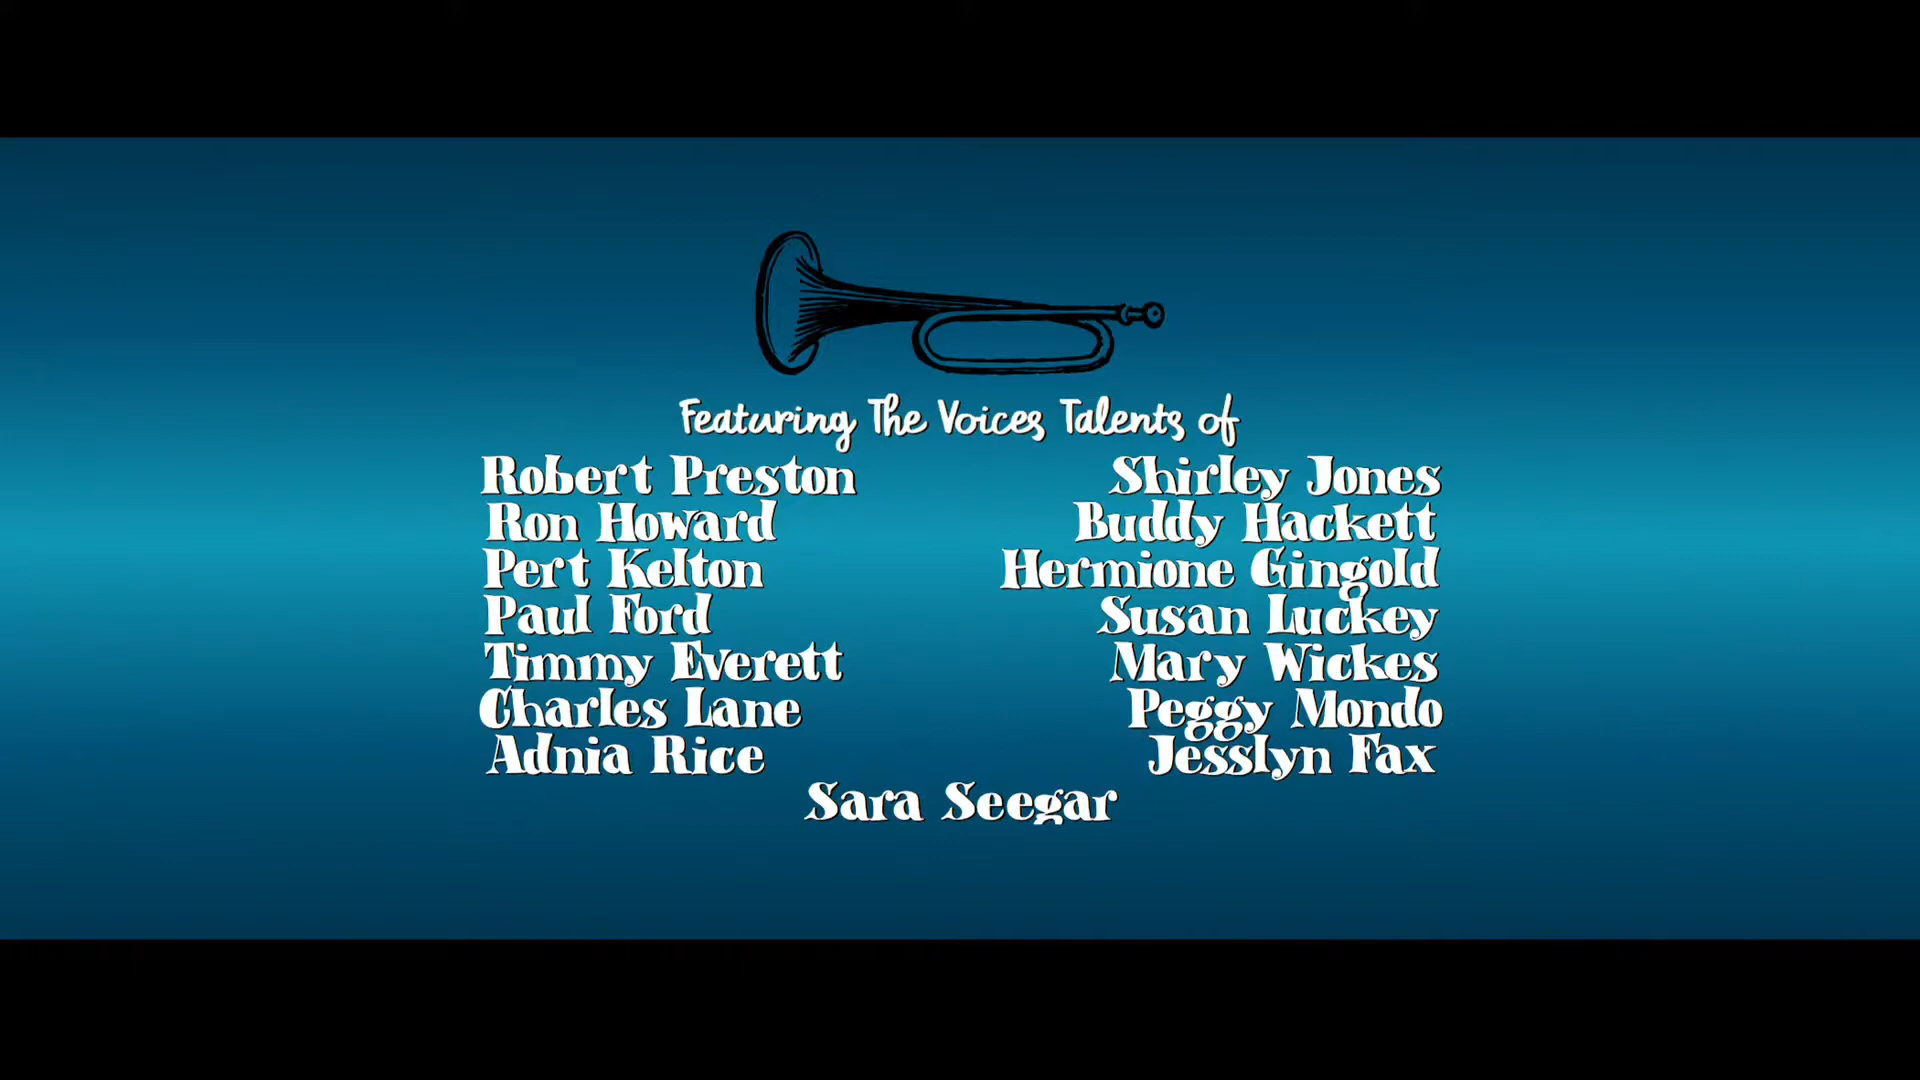 Featuring The Voices Talents of
Robert Preston Shirley Jones
Ron Howard Buddy Hackett
Pert Kelton Hermione Gingold
Paul Ford Susan Luckey
Timmy Everett Mary Wickes
Charles Lane Peggy Mondo
Adnia Rice Jesslyn Fax
Sara Seegar